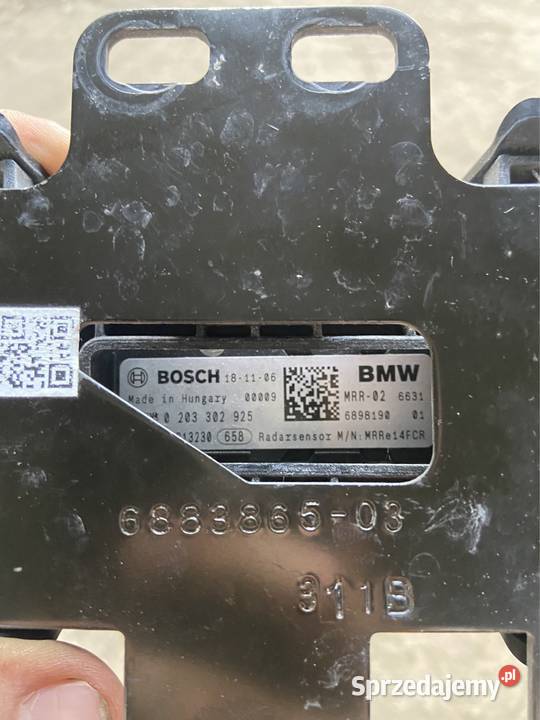 BOSCH 18-11-06 BMW
Made in Hungary 00009 MRR-02 6631
0 203 302 925 6898190 01
13230 658 Radarsensor M/N:MRRe14FCR
6883865-03
311B
Sprzedajemy.pl